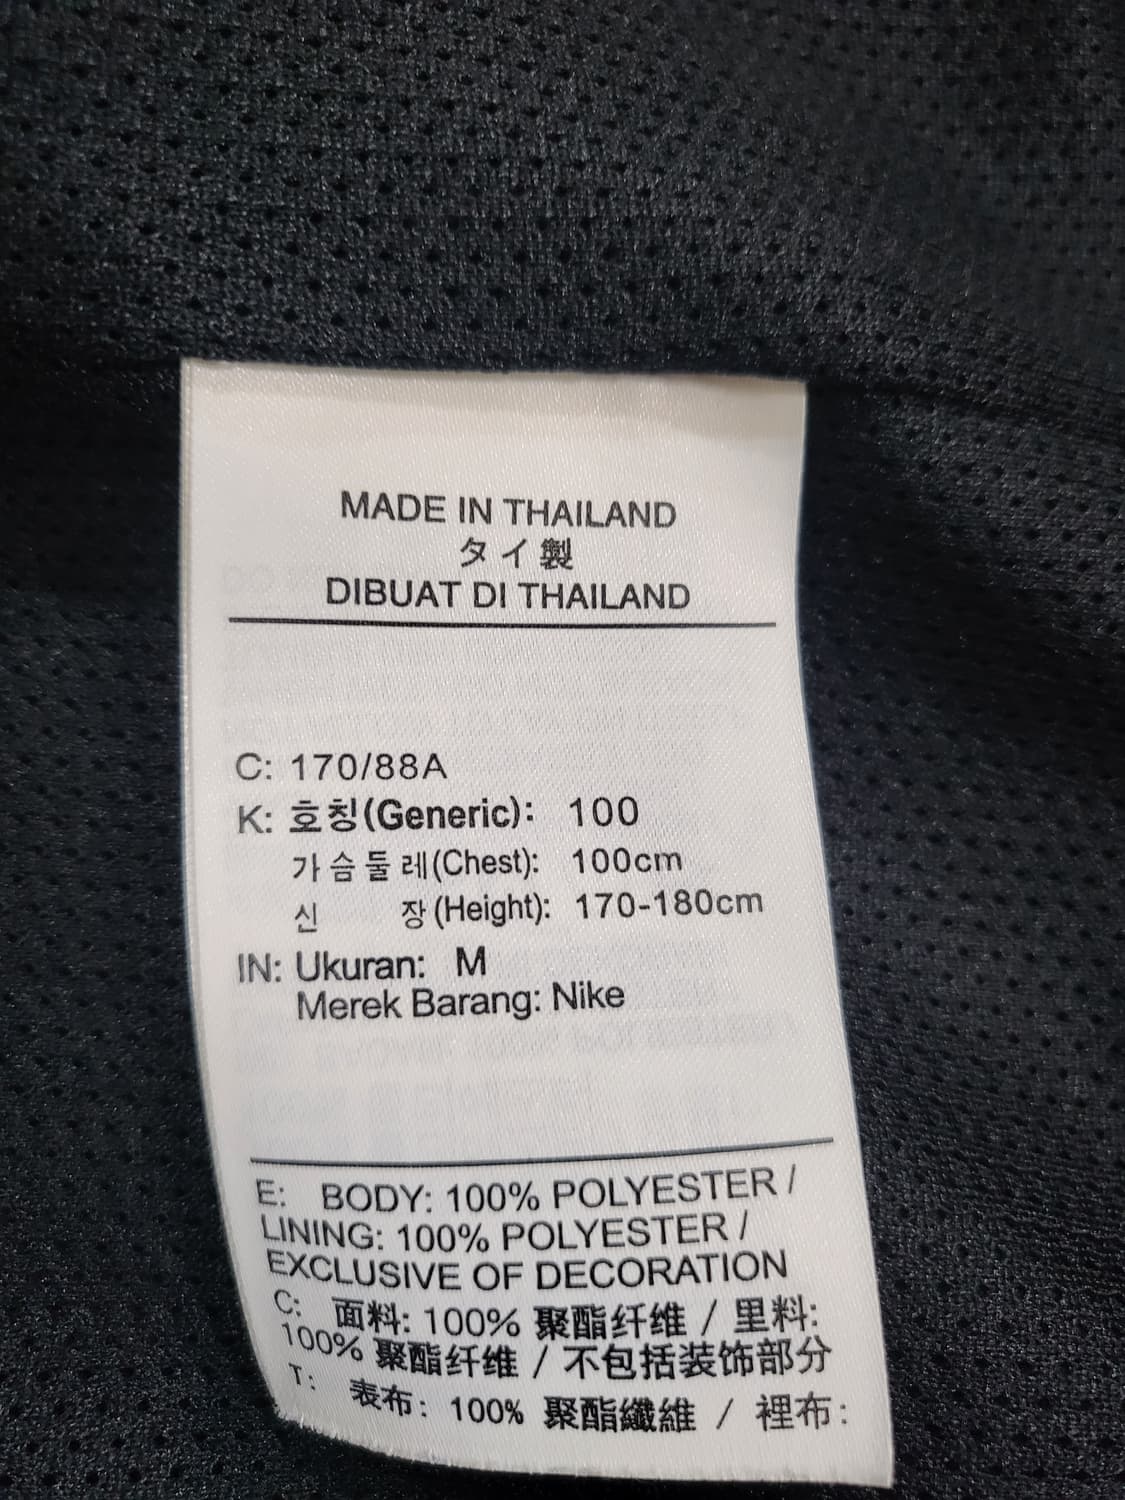 MADE IN THAILAND
タイ製
DIBUAT DI THAILAND
C: 170/88A
K: 호칭(Generic): 100
가슴둘레(Chest): 100cm
신 장(Height): 170-180cm
IN: Ukuran: M
Merek Barang: Nike
E: BODY: 100% POLYESTER /
LINING: 100% POLYESTER /
EXCLUSIVE OF DECORATION
C: 面料: 100% 聚酯纤维 / 里料:
100% 聚酯纤维 / 不包括装饰部分
T: 表布: 100% 聚酯纖維 / 裡布: